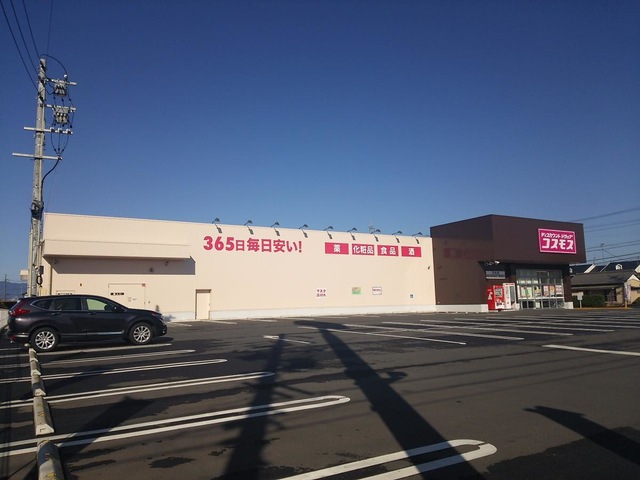 365日毎日安い!
薬 化粧品 食品 酒
ディスカウント ドラッグ
コスモス